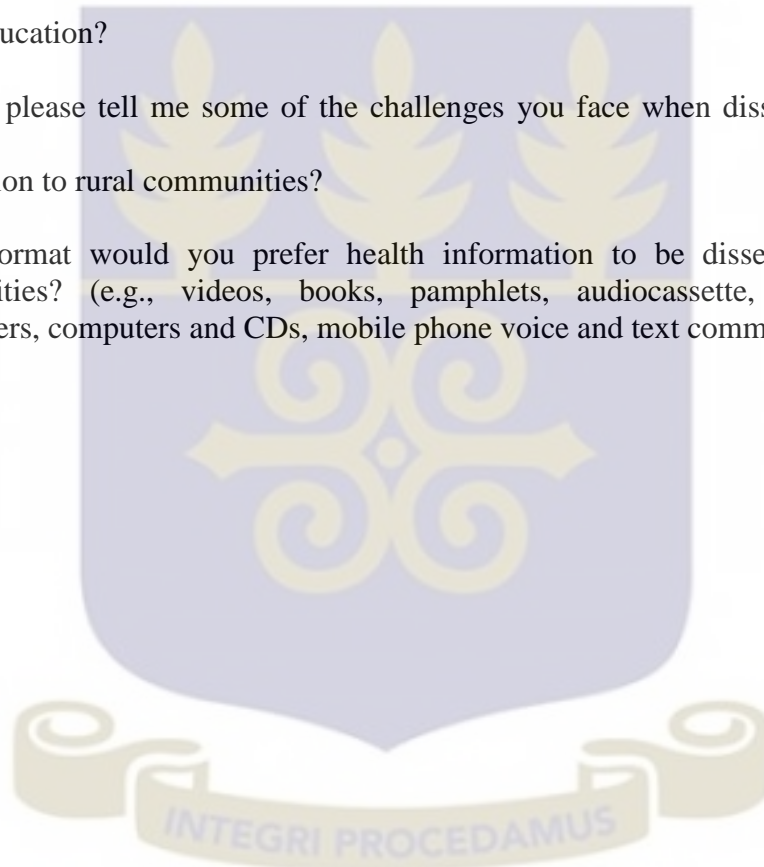 ucation?
please tell me some of the challenges you face when diss
ion to rural communities?
ormat would you prefer health information to be disse
ities? (e.g., videos, books, pamphlets, audiocassette,
ers, computers and CDs, mobile phone voice and text comm
INTEGRI PROCEDAMUS